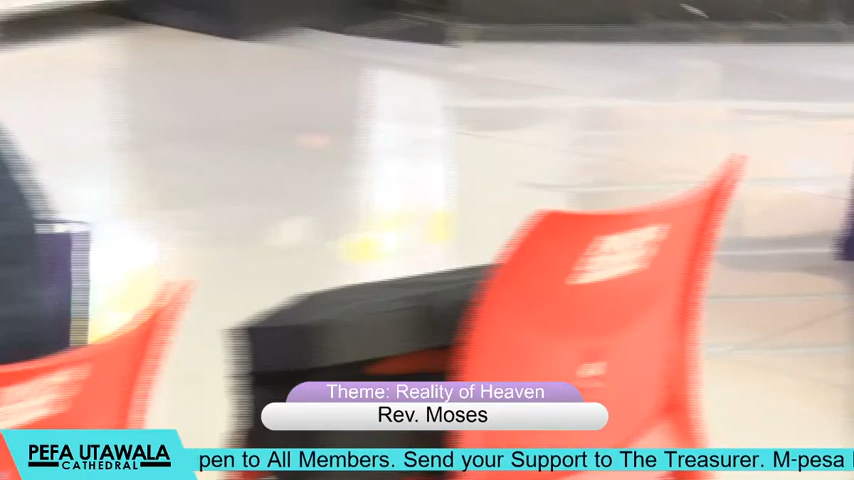 Theme: Reality of Heaven
Rev. Moses
PEFA UTAWALA
CATHEDRAL
pen to All Members. Send your Support to The Treasurer. M-pesa